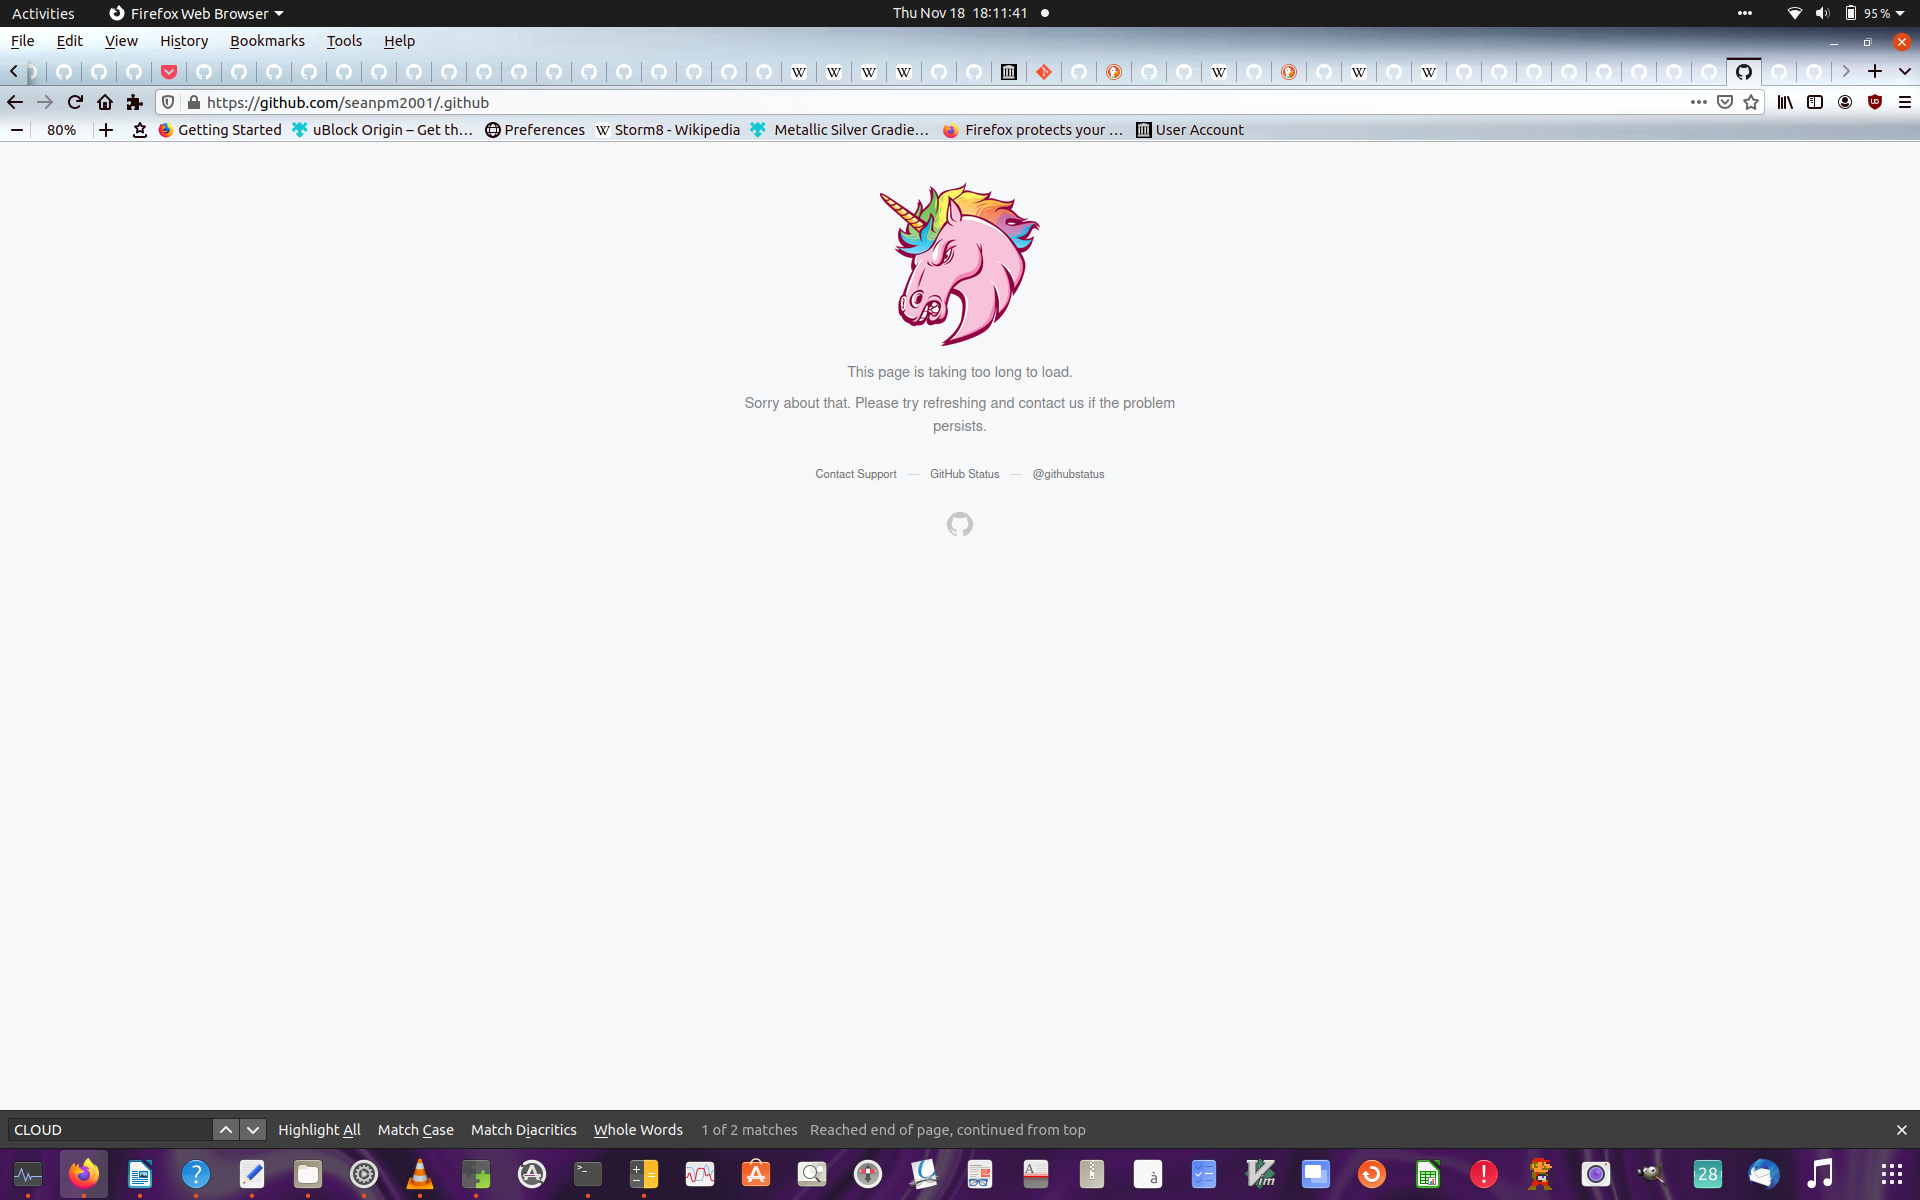 Activities Firefox Web Browser Thu Nov 18 18:11:41 95%
File Edit View History Bookmarks Tools Help
https://github.com/seanpm2001/.github
80% Getting Started uBlock Origin – Get th… Preferences Storm8 - Wikipedia Metallic Silver Gradie… Firefox protects your … User Account
This page is taking too long to load.
Sorry about that. Please try refreshing and contact us if the problem
persists.
Contact Support — GitHub Status — @githubstatus
CLOUD Highlight All Match Case Match Diacritics Whole Words 1 of 2 matches Reached end of page, continued from top
28